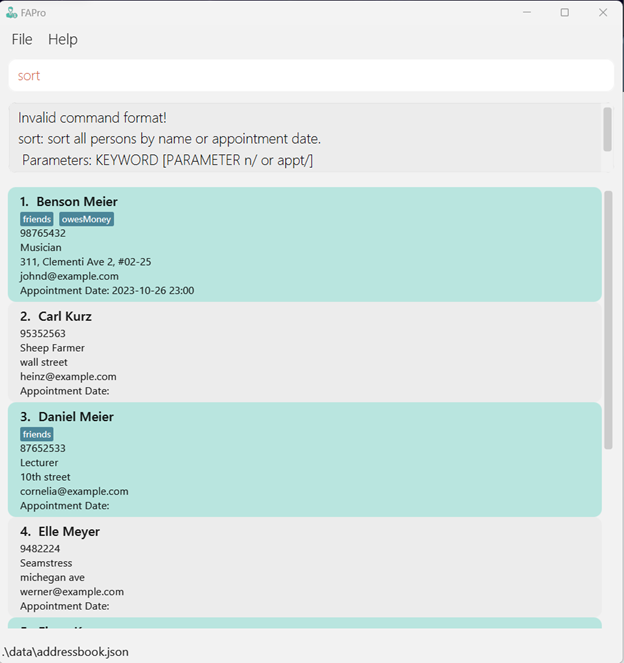 FAPro
File Help
sort
Invalid command format!
sort: sort all persons by name or appointment date.
Parameters: KEYWORD [PARAMETER n/ or appt/]
1. Benson Meier
friends owesMoney
98765432
Musician
311, Clementi Ave 2, #02-25
johnd@example.com
Appointment Date: 2023-10-26 23:00
2. Carl Kurz
95352563
Sheep Farmer
wall street
heinz@example.com
Appointment Date:
3. Daniel Meier
friends
87652533
Lecturer
10th street
cornelia@example.com
Appointment Date:
4. Elle Meyer
9482224
Seamstress
michegan ave
werner@example.com
Appointment Date:
.\data\addressbook.json